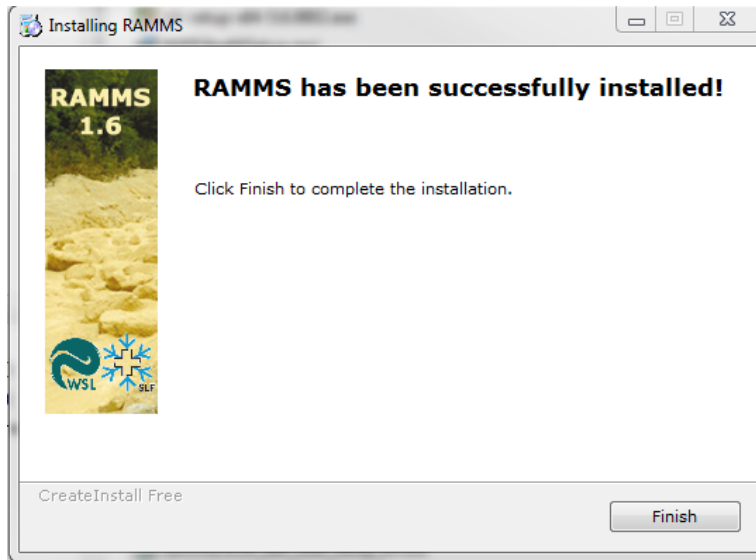 Installing RAMMS
RAMMS has been successfully installed!
RAMMS
1.6
Click Finish to complete the installation.
WSL
SLF
CreateInstall Free
Finish